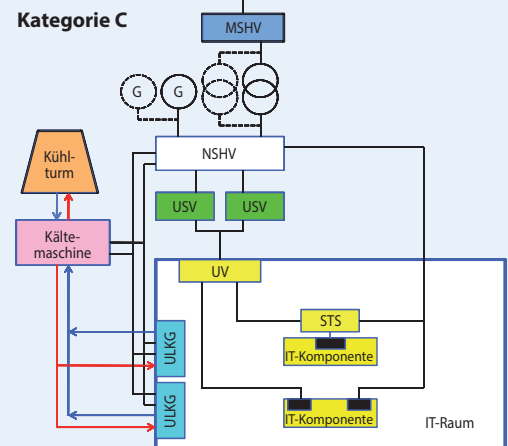 Kategorie C
MSHV
G
G
NSHV
Kühl-
turm
USV
USV
Kälte-
maschine
UV
STS
IT-Komponente
ULKG
ULKG
IT-Komponente
IT-Raum